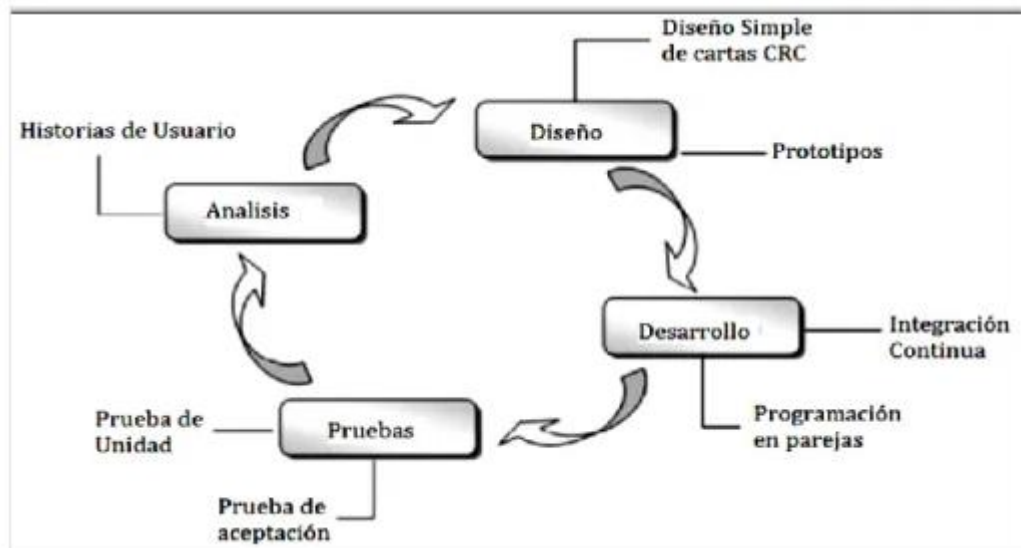 Diseño Simple
de cartas CRC
Diseño
Historias de Usuario
Prototipos
Analisis
Desarrollo
Integración
Continua
Prueba de
Unidad
Pruebas
Programación
en parejas
Prueba de
aceptación